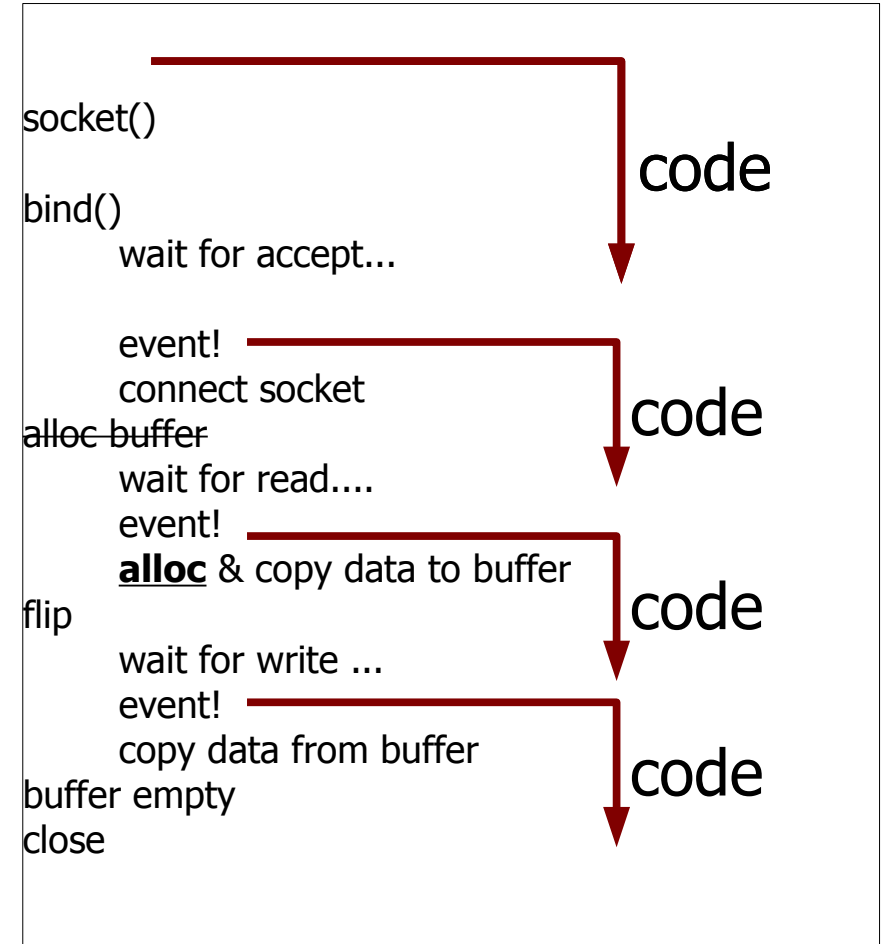 socket()
code
bind()
wait for accept...
event!
connect socket
code
alloc buffer
wait for read....
event!
alloc & copy data to buffer
flip
code
wait for write ...
event!
copy data from buffer
code
buffer empty
close